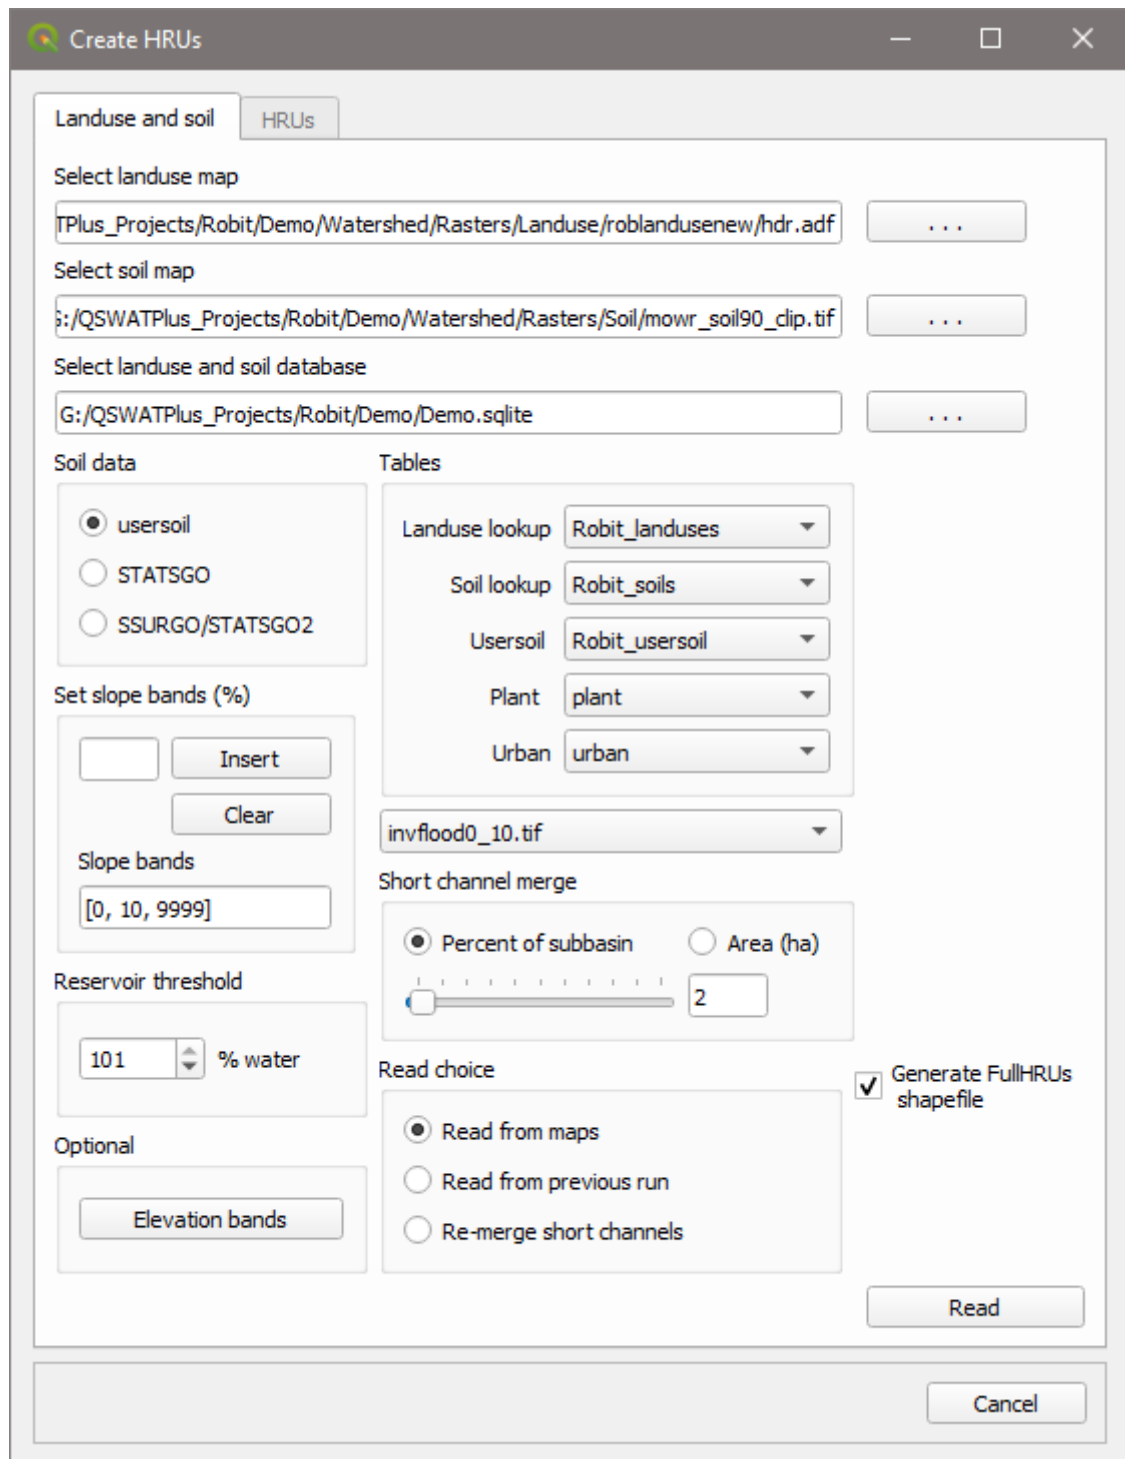 Create HRUs
Landuse and soil
HRUs
Select landuse map
TPlus_Projects/Robit/Demo/Watershed/Rasters/Landuse/roblandusenew/hdr.adf
...
Select soil map
G:/QSWATPlus_Projects/Robit/Demo/Watershed/Rasters/Soil/mowr_soil90_clip.tif
...
Select landuse and soil database
G:/QSWATPlus_Projects/Robit/Demo/Demo.sqlite
...
Soil data
usersoil
STATSGO
SSURGO/STATSGO2
Tables
Landuse lookup Robit_landuses
Soil lookup Robit_soils
Usersoil Robit_usersoil
Plant plant
Urban urban
Set slope bands (%)
Insert
Clear
Slope bands
[0, 10, 9999]
invflood0_10.tif
Short channel merge
Percent of subbasin
Area (ha)
2
Reservoir threshold
101 % water
Read choice
Read from maps
Read from previous run
Re-merge short channels
Generate FullHRUs
shapefile
Optional
Elevation bands
Read
Cancel